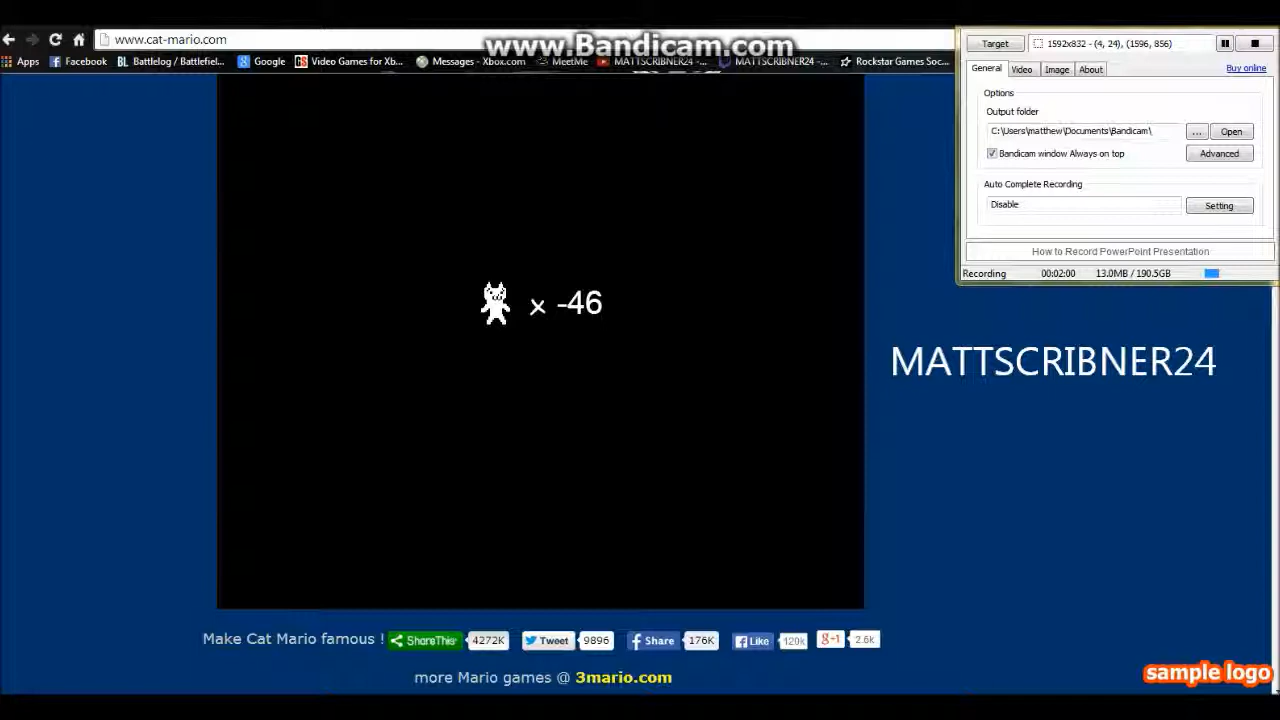 www.cat-mario.com
www.Bandicam.com
Apps
Facebook
BL Battlelog / Battlefiel...
Google
Video Games for Xb...
Messages - Xbox.com
MeetMe
MATTSCRIBNER24 -...
MATTSCRIBNER24 -...
Rockstar Games Soc...
Target
1592x832 - (4, 24), (1596, 856)
General
Video
Image
About
Buy online
Options
Output folder
C:\Users\matthew\Documents\Bandicam\
...
Open
Bandicam window Always on top
Advanced
Auto Complete Recording
Disable
Setting
How to Record PowerPoint Presentation
Recording
00:02:00
13.0MB / 190.5GB
x -46
MATTSCRIBNER24
Make Cat Mario famous !
ShareThis
4272K
Tweet
9896
Share
176K
Like
120k
g+1
2.6k
more Mario games @ 3mario.com
sample logo